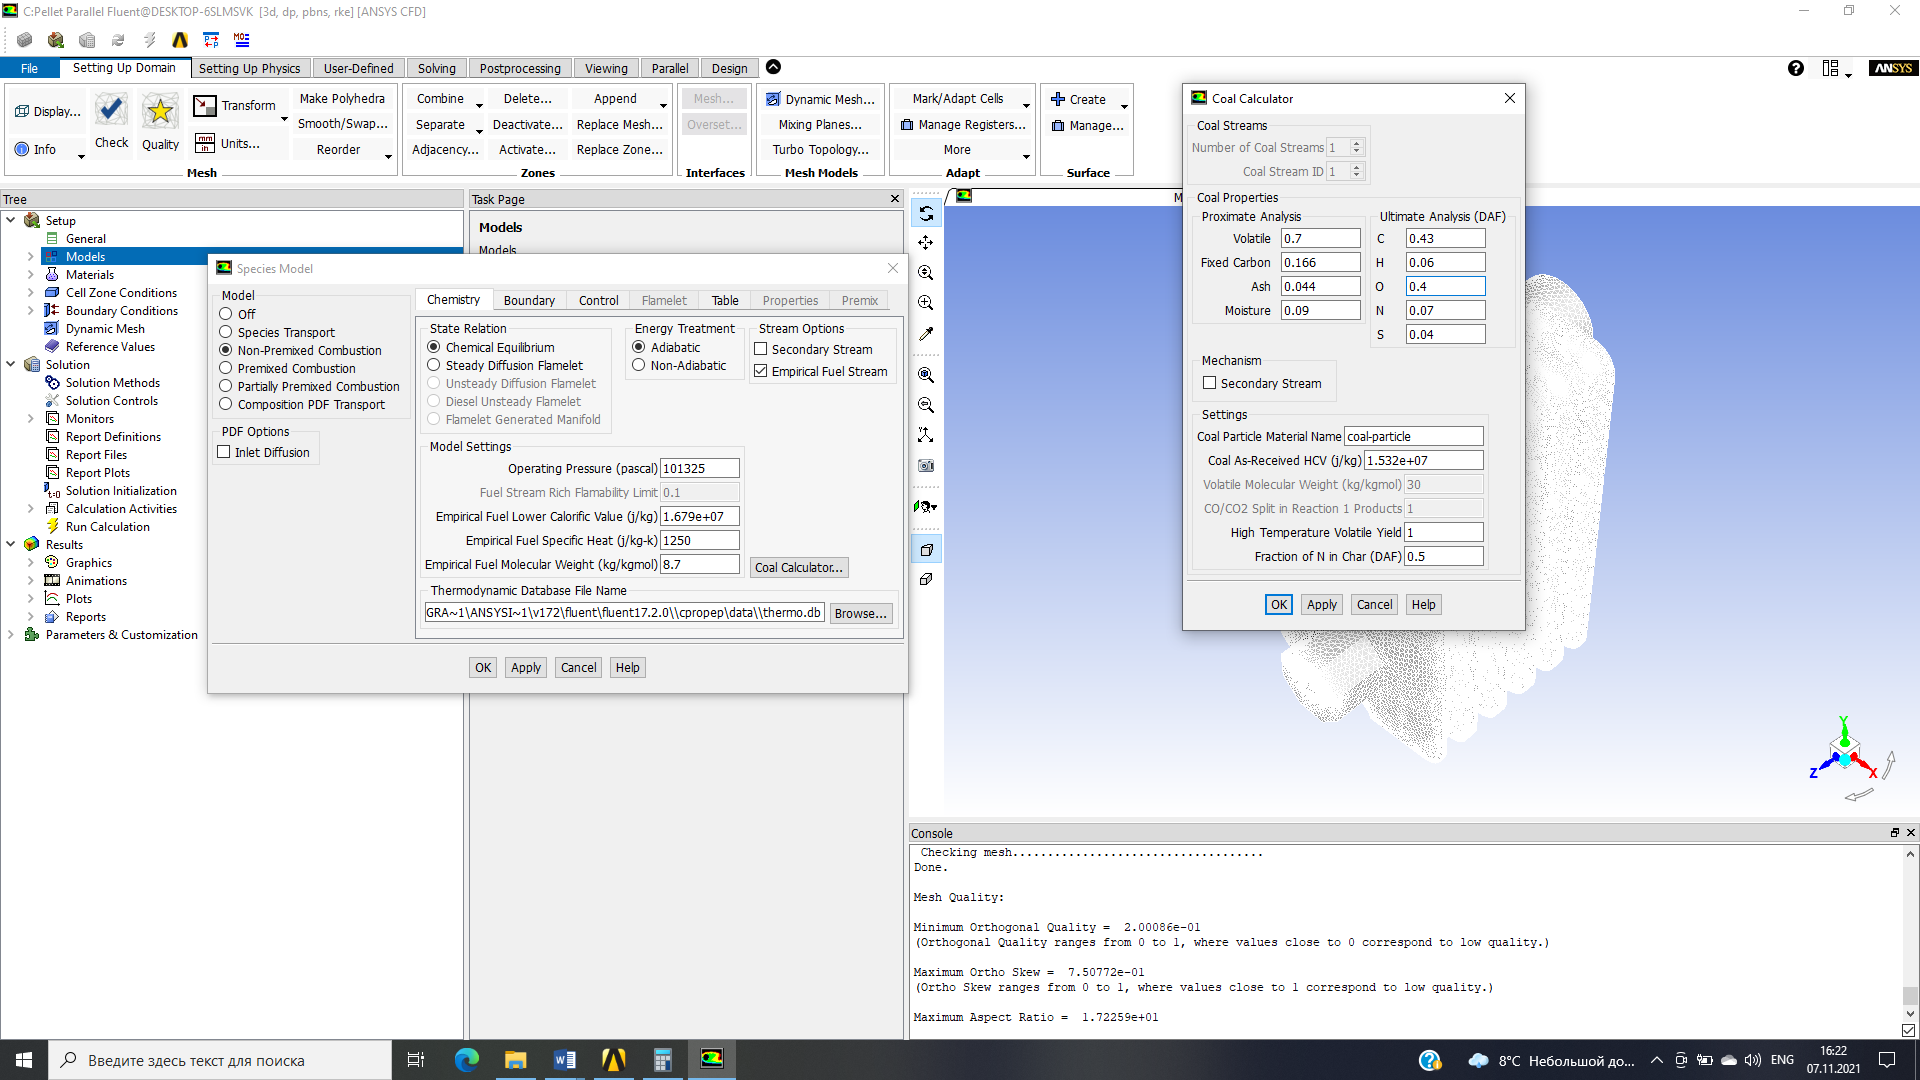 C:Pellet Parallel Fluent@DESKTOP-6SLMSVK [3d, dp, pbns, rke] [ANSYS CFD]
File
Setting Up Domain
Setting Up Physics
User-Defined
Solving
Postprocessing
Viewing
Parallel
Design
ANSYS
Display...
Info
Check
Quality
Transform
Units...
Make Polyhedra
Smooth/Swap...
Reorder
Mesh
Combine
Separate
Adjacency...
Delete...
Deactivate...
Activate...
Append
Replace Mesh...
Replace Zone...
Zones
Mesh...
Overset...
Interfaces
Dynamic Mesh...
Mixing Planes...
Turbo Topology...
Mesh Models
Mark/Adapt Cells
Manage Registers...
More
Adapt
Create
Manage...
Surface
Tree
Setup
General
Models
Materials
Cell Zone Conditions
Boundary Conditions
Dynamic Mesh
Reference Values
Solution
Solution Methods
Solution Controls
Monitors
Report Definitions
Report Files
Report Plots
Solution Initialization
Calculation Activities
Run Calculation
Results
Graphics
Animations
Plots
Reports
Parameters & Customization
Task Page
Models
Models
Species Model
Model
Off
Species Transport
Non-Premixed Combustion
Premixed Combustion
Partially Premixed Combustion
Composition PDF Transport
PDF Options
Inlet Diffusion
Chemistry
Boundary
Control
Flamelet
Table
Properties
Premix
State Relation
Chemical Equilibrium
Steady Diffusion Flamelet
Unsteady Diffusion Flamelet
Diesel Unsteady Flamelet
Flamelet Generated Manifold
Energy Treatment
Adiabatic
Non-Adiabatic
Stream Options
Secondary Stream
Empirical Fuel Stream
Model Settings
Operating Pressure (pascal) 101325
Fuel Stream Rich Flamability Limit 0.1
Empirical Fuel Lower Calorific Value (j/kg) 1.679e+07
Empirical Fuel Specific Heat (j/kg-k) 1250
Empirical Fuel Molecular Weight (kg/kgmol) 8.7
Coal Calculator...
Thermodynamic Database File Name
GRA~1\ANSYSI~1\v172\fluent\fluent17.2.0\\cpropep\data\\thermo.db
Browse...
OK
Apply
Cancel
Help
M
Coal Calculator
Coal Streams
Number of Coal Streams 1
Coal Stream ID 1
Coal Properties
Proximate Analysis
Volatile 0.7
Fixed Carbon 0.166
Ash 0.044
Moisture 0.09
Ultimate Analysis (DAF)
C 0.43
H 0.06
O 0.4
N 0.07
S 0.04
Mechanism
Secondary Stream
Settings
Coal Particle Material Name coal-particle
Coal As-Received HCV (j/kg) 1.532e+07
Volatile Molecular Weight (kg/kgmol) 30
CO/CO2 Split in Reaction 1 Products 1
High Temperature Volatile Yield 1
Fraction of N in Char (DAF) 0.5
OK
Apply
Cancel
Help
Y
Z
X
Console
Checking mesh....................................
Done.
Mesh Quality:
Minimum Orthogonal Quality = 2.00086e-01
(Orthogonal Quality ranges from 0 to 1, where values close to 0 correspond to low quality.)
Maximum Ortho Skew = 7.50772e-01
(Ortho Skew ranges from 0 to 1, where values close to 1 correspond to low quality.)
Maximum Aspect Ratio = 1.72259e+01
Введите здесь текст для поиска
8°C Небольшой до...
ENG
16:22
07.11.2021